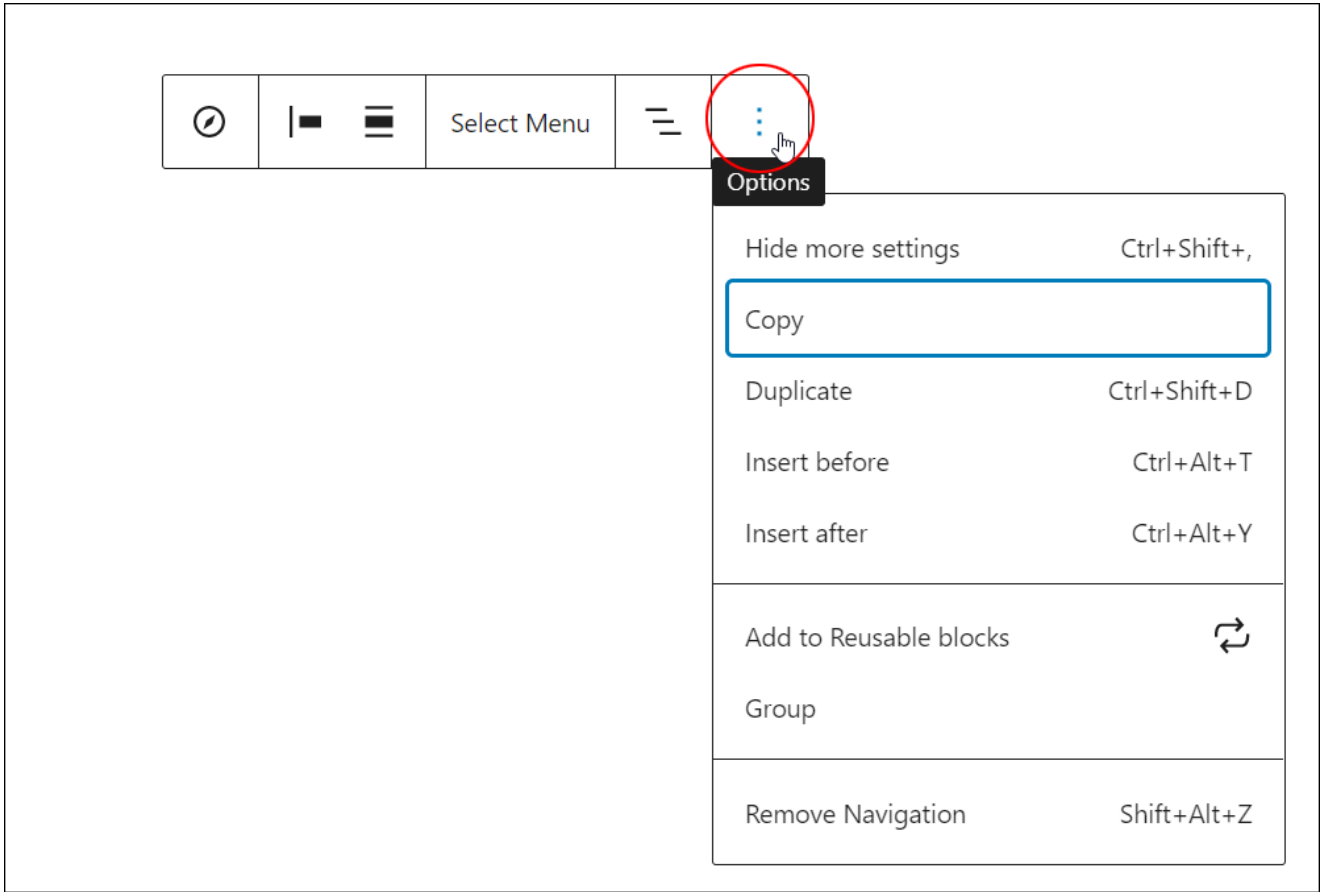 Select Menu
Options
Hide more settings Ctrl+Shift+,
Copy
Duplicate Ctrl+Shift+D
Insert before Ctrl+Alt+T
Insert after Ctrl+Alt+Y
Add to Reusable blocks
Group
Remove Navigation Shift+Alt+Z